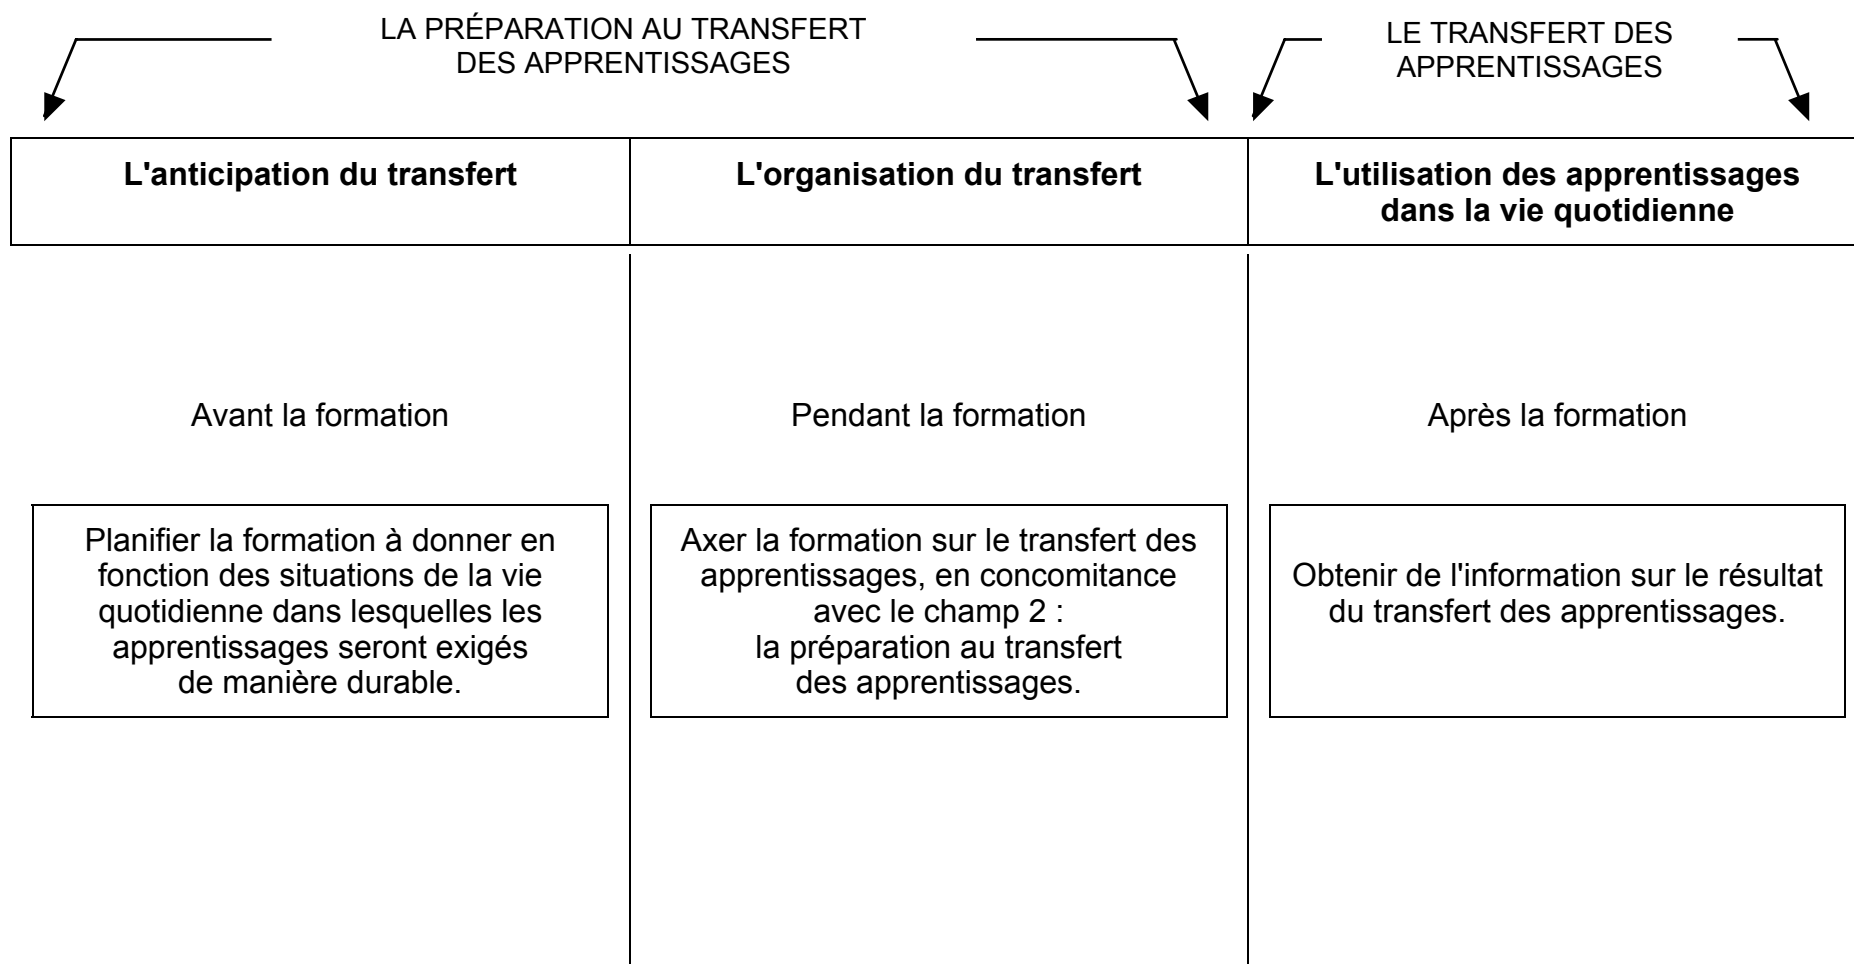 LA PRÉPARATION AU TRANSFERT
DES APPRENTISSAGES
LE TRANSFERT DES
APPRENTISSAGES
L'anticipation du transfert
L'organisation du transfert
L'utilisation des apprentissages
dans la vie quotidienne
Avant la formation
Pendant la formation
Après la formation
Planifier la formation à donner en
fonction des situations de la vie
quotidienne dans lesquelles les
apprentissages seront exigés
de manière durable.
Axer la formation sur le transfert des
apprentissages, en concomitance
avec le champ 2 :
la préparation au transfert
des apprentissages.
Obtenir de l'information sur le résultat
du transfert des apprentissages.